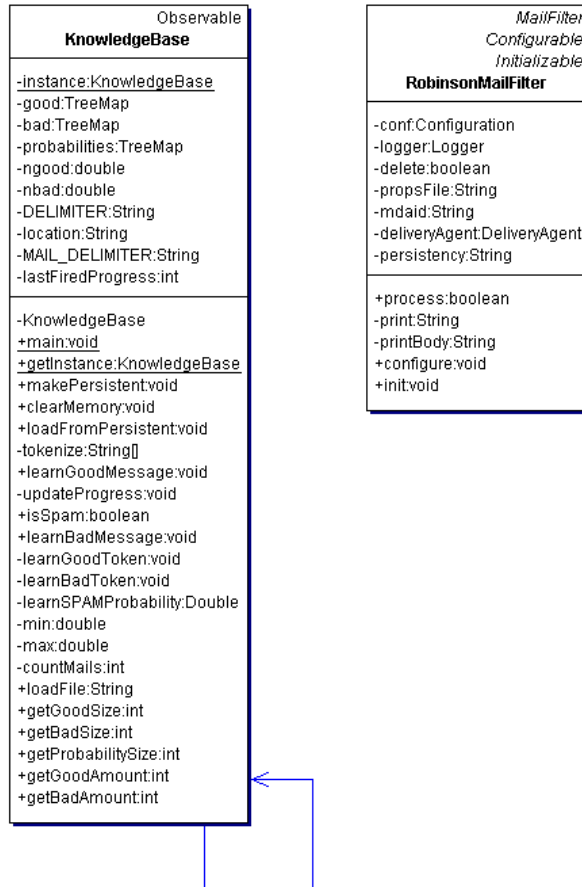 Observable
KnowledgeBase
-instance:KnowledgeBase
-good:TreeMap
-bad:TreeMap
-probabilities:TreeMap
-ngood:double
-nbad:double
-DELIMITER:String
-location:String
-MAIL_DELIMITER:String
-lastFiredProgress:int
-KnowledgeBase
+main:void
+getInstance:KnowledgeBase
+makePersistent:void
+clearMemory:void
+loadFromPersistent:void
-tokenize:String[]
+learnGoodMessage:void
-updateProgress:void
+isSpam:boolean
+learnBadMessage:void
-learnGoodToken:void
-learnBadToken:void
-learnSPAMProbability:Double
-min:double
-max:double
-countMails:int
+loadFile:String
+getGoodSize:int
+getBadSize:int
+getProbabilitySize:int
+getGoodAmount:int
+getBadAmount:int
MailFilter
Configurable
Initializable
RobinsonMailFilter
-conf:Configuration
-logger:Logger
-delete:boolean
-propsFile:String
-mdaid:String
-deliveryAgent:DeliveryAgent
-persistency:String
+process:boolean
-print:String
-printBody:String
+configure:void
+init:void